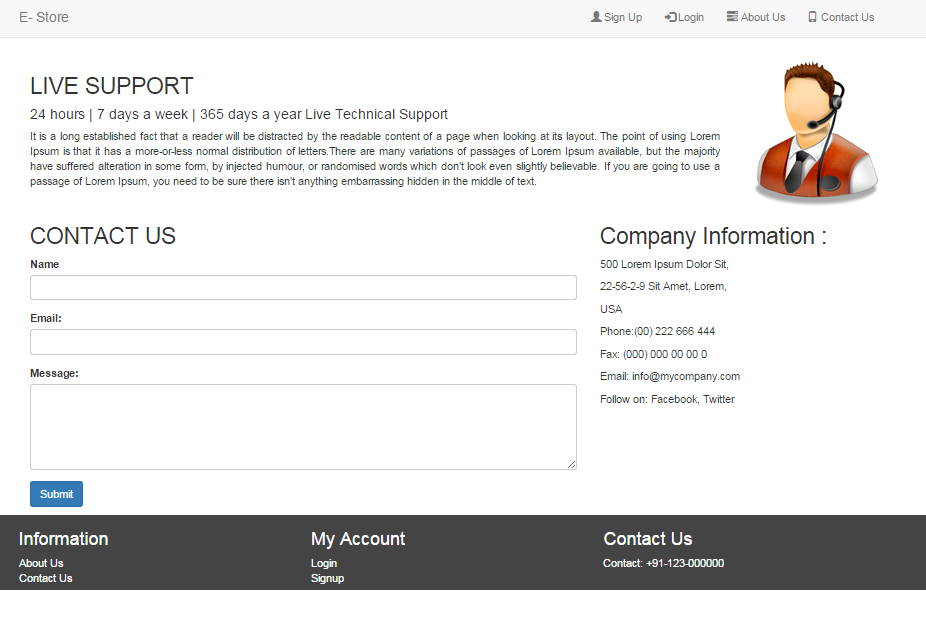 E- Store
Sign Up
Login
About Us
Contact Us
LIVE SUPPORT
24 hours | 7 days a week | 365 days a year Live Technical Support
It is a long established fact that a reader will be distracted by the readable content of a page when looking at its layout. The point of using Lorem
Ipsum is that it has a more-or-less normal distribution of letters.There are many variations of passages of Lorem Ipsum available, but the majority
have suffered alteration in some form, by injected humour, or randomised words which don't look even slightly believable. If you are going to use a
passage of Lorem Ipsum, you need to be sure there isn't anything embarrassing hidden in the middle of text.
CONTACT US
Name
Email:
Message:
Submit
Company Information :
500 Lorem Ipsum Dolor Sit,
22-56-2-9 Sit Amet, Lorem,
USA
Phone:(00) 222 666 444
Fax: (000) 000 00 00 0
Email: info@mycompany.com
Follow on: Facebook, Twitter
Information
About Us
Contact Us
My Account
Login
Signup
Contact Us
Contact: +91-123-000000